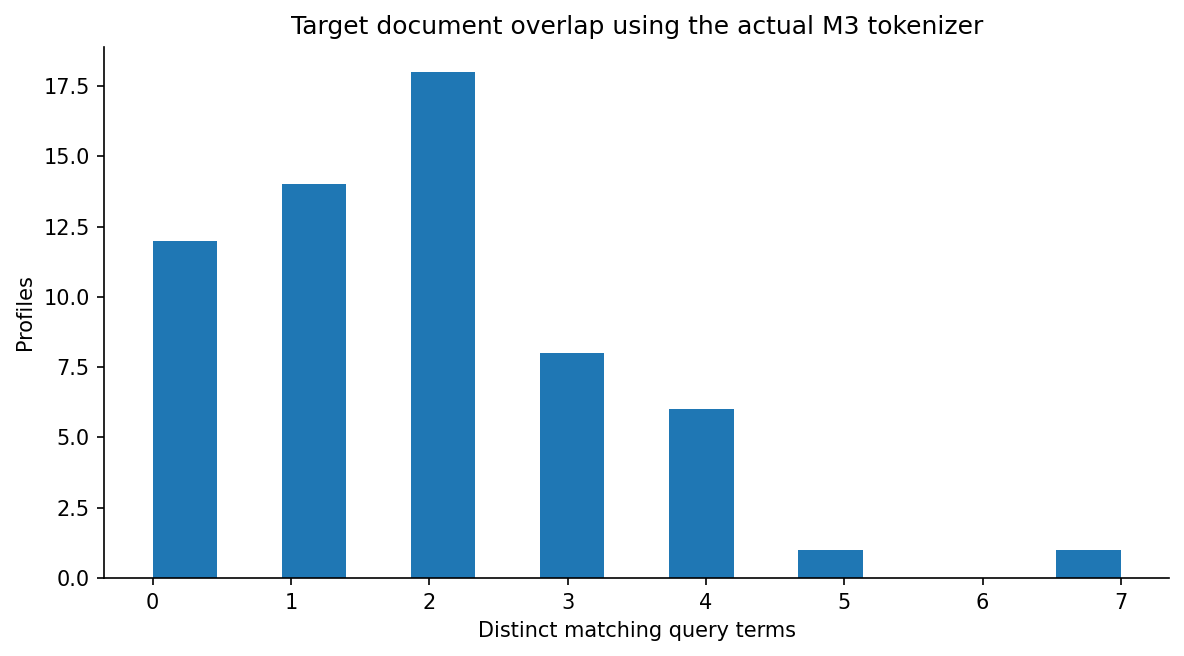 Target document overlap using the actual M3 tokenizer
Profiles
17.5
15.0
12.5
10.0
7.5
5.0
2.5
0.0
0 1 2 3 4 5 6 7
Distinct matching query terms